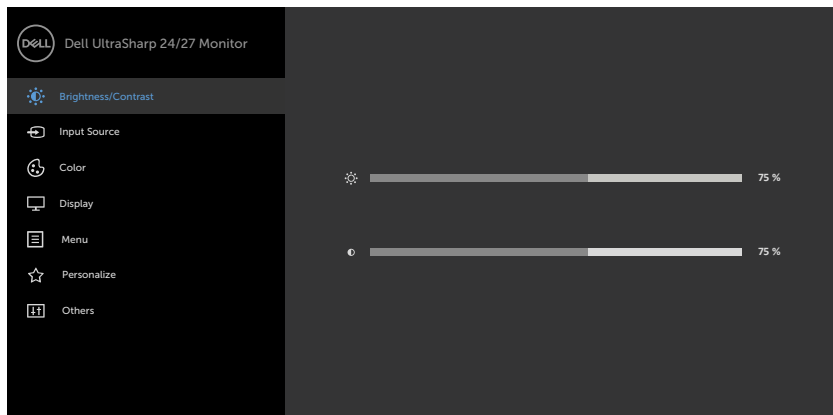 DELL
Dell UltraSharp 24/27 Monitor
Brightness/Contrast
Input Source
Color
75 %
Display
Menu
75 %
Personalize
Others